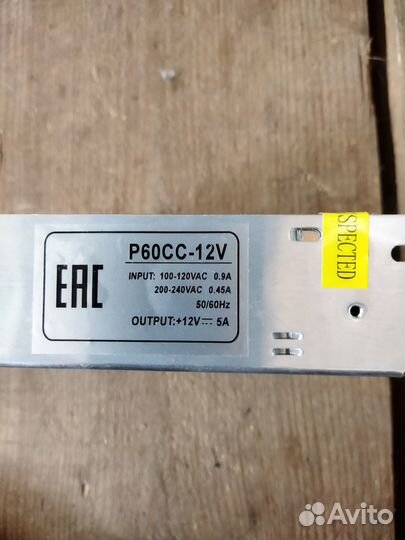 P60CC-12V
INPUT: 100-120VAC 0.9A
200-240VAC 0.45A
50/60Hz
OUTPUT:+12V⎓ 5A
EAC
SPECTED
Avito